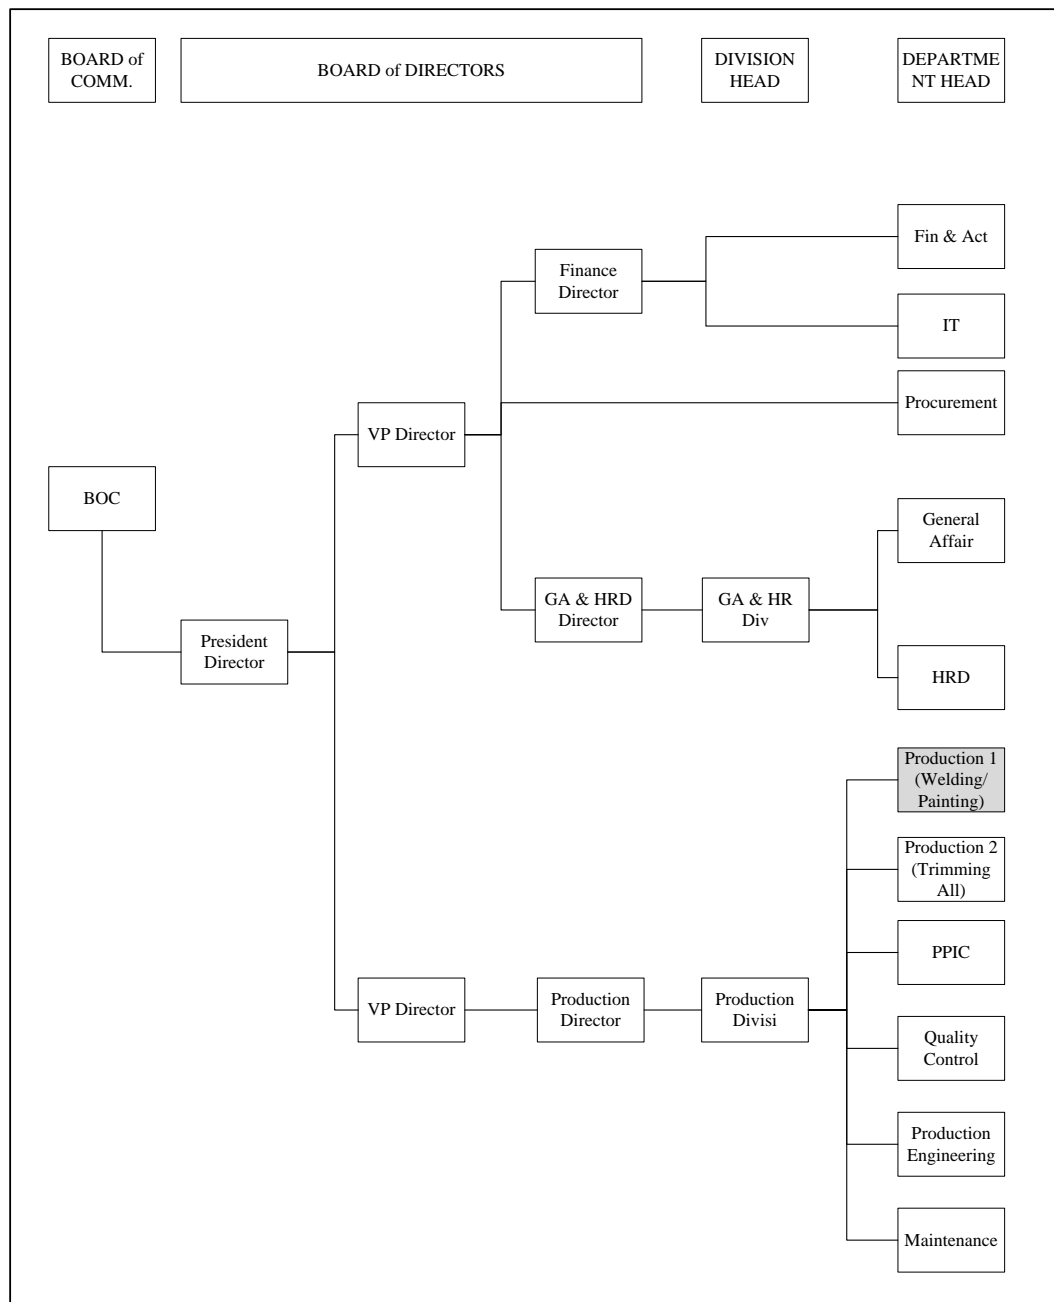 BOARD of
COMM.
BOARD of DIRECTORS
DIVISION
HEAD
DEPARTME
NT HEAD
Fin & Act
Finance
Director
IT
Procurement
VP Director
BOC
General
Affair
GA & HRD
Director
GA & HR
Div
President
Director
HRD
Production 1
(Welding/
Painting)
Production 2
(Trimming
All)
PPIC
VP Director
Production
Director
Production
Divisi
Quality
Control
Production
Engineering
Maintenance